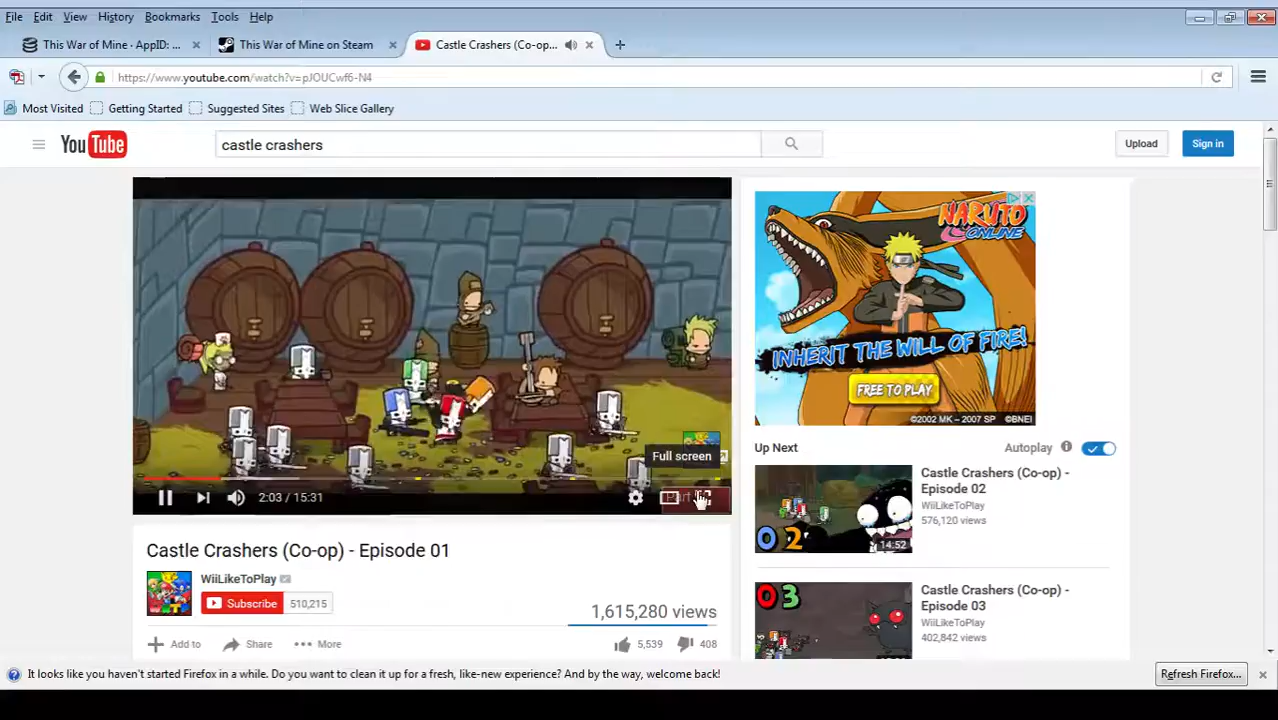 File Edit View History Bookmarks Tools Help
This War of Mine · AppID: ... This War of Mine on Steam Castle Crashers (Co-op...
https://www.youtube.com/watch?v=pJOUCwf6-N4
Most Visited Getting Started Suggested Sites Web Slice Gallery
YouTube castle crashers Upload Sign in
NARUTO
ONLINE
INHERIT THE WILL OF FIRE!
FREE TO PLAY
©2002 MK – 2007 SP ©BNEI
Full screen
2:03 / 15:31
Castle Crashers (Co-op) - Episode 01
WiiLikeToPlay
Subscribe 510,215
1,615,280 views
Add to Share More 5,539 408
Up Next Autoplay
02
14:52
Castle Crashers (Co-op) -
Episode 02
WiiLikeToPlay
576,120 views
03
Castle Crashers (Co-op) -
Episode 03
WiiLikeToPlay
402,842 views
It looks like you haven't started Firefox in a while. Do you want to clean it up for a fresh, like-new experience? And by the way, welcome back! Refresh Firefox...